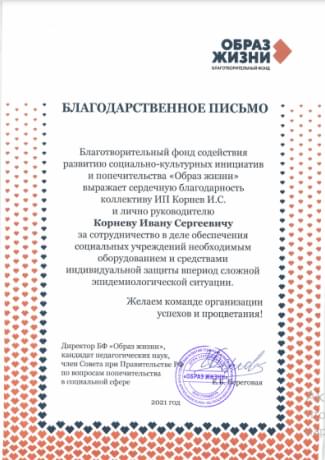 ОБРАЗ
ЖИЗНИ
БЛАГОТВОРИТЕЛЬНЫЙ ФОНД
БЛАГОДАРСТВЕННОЕ ПИСЬМО
Благотворительный фонд содействия
развитию социально-культурных инициатив
и попечительства «Образ жизни»
выражает сердечную благодарность
коллективу ИП Корнев И.С.
и лично руководителю
Корневу Ивану Сергеевичу
за сотрудничество в деле обеспечения
социальных учреждений необходимым
оборудованием и средствами
индивидуальной защиты впериод сложной
эпидемиологической ситуации.
Желаем команде организации
успехов и процветания!
Директор БФ «Образ жизни»,
кандидат педагогических наук,
член Совета при Правительстве РФ
по вопросам попечительства
в социальной сфере
«ОБРАЗ ЖИЗНИ»
Е.В. Береговая
2021 год